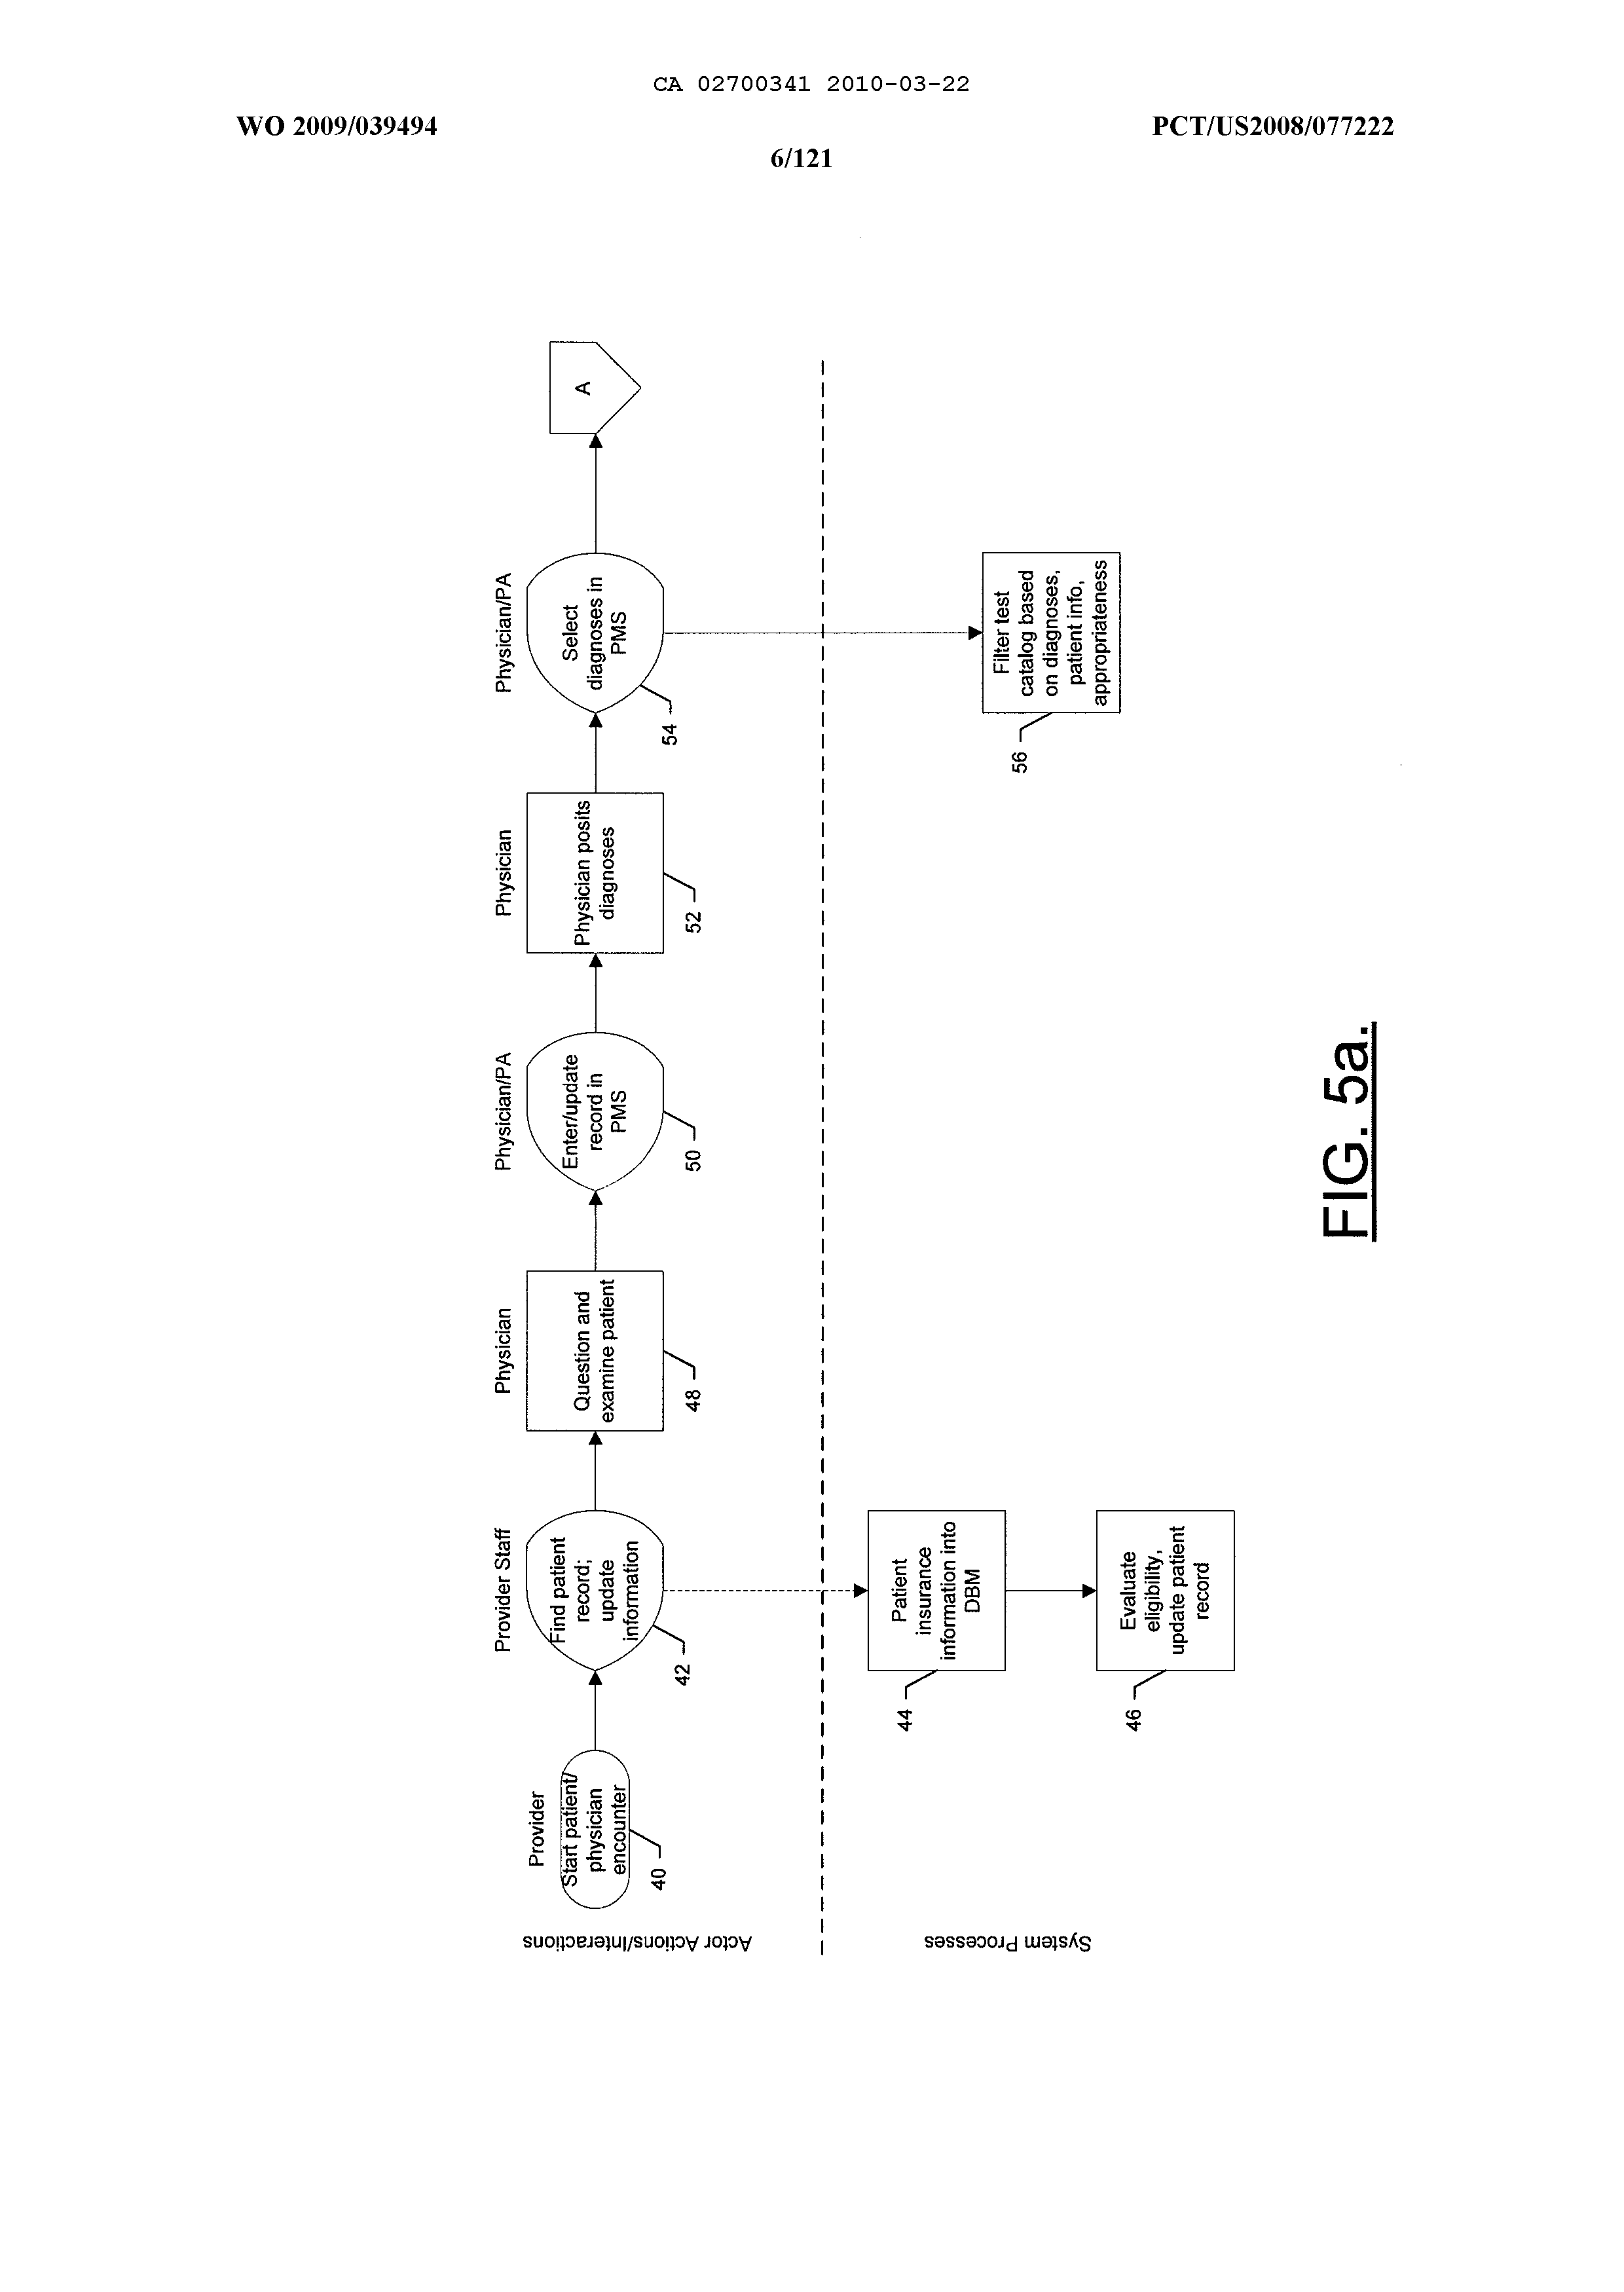 CA 02700341 2010-03-22
WO 2009/039494
PCT/US2008/077222
6/121
Actor Actions/Interactions
Provider
Start patient/
physician
encounter
40
Provider Staff
Find patient
record;
update
information
42
Physician
Question and
examine patient
48
Physician/PA
Enter/update
record in
PMS
50
Physician
Physician posits
diagnoses
52
Physician/PA
Select
diagnoses in
PMS
54
A
System Processes
Patient
insurance
information into
DBM
44
Evaluate
eligibility,
update patient
record
46
Filter test
catalog based
on diagnoses,
patient info,
appropriateness
56
FIG. 5a.